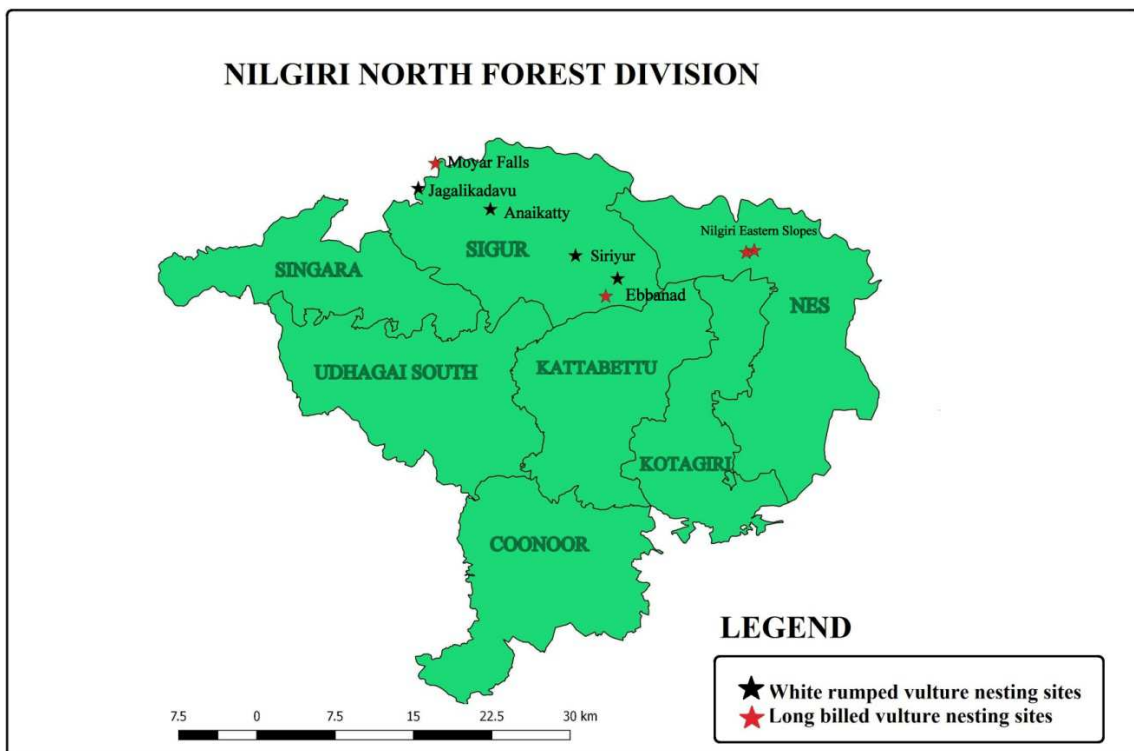 NILGIRI NORTH FOREST DIVISION
Moyar Falls
Jagalikadavu
Anaikatty
Nilgiri Eastern Slopes
SIGUR
Siriyur
SINGARA
Ebbanad
NES
UDHAGAI SOUTH
KATTABETTU
KOTAGIRI
COONOOR
LEGEND
White rumped vulture nesting sites
Long billed vulture nesting sites
7.5 0 7.5 15 22.5 30 km